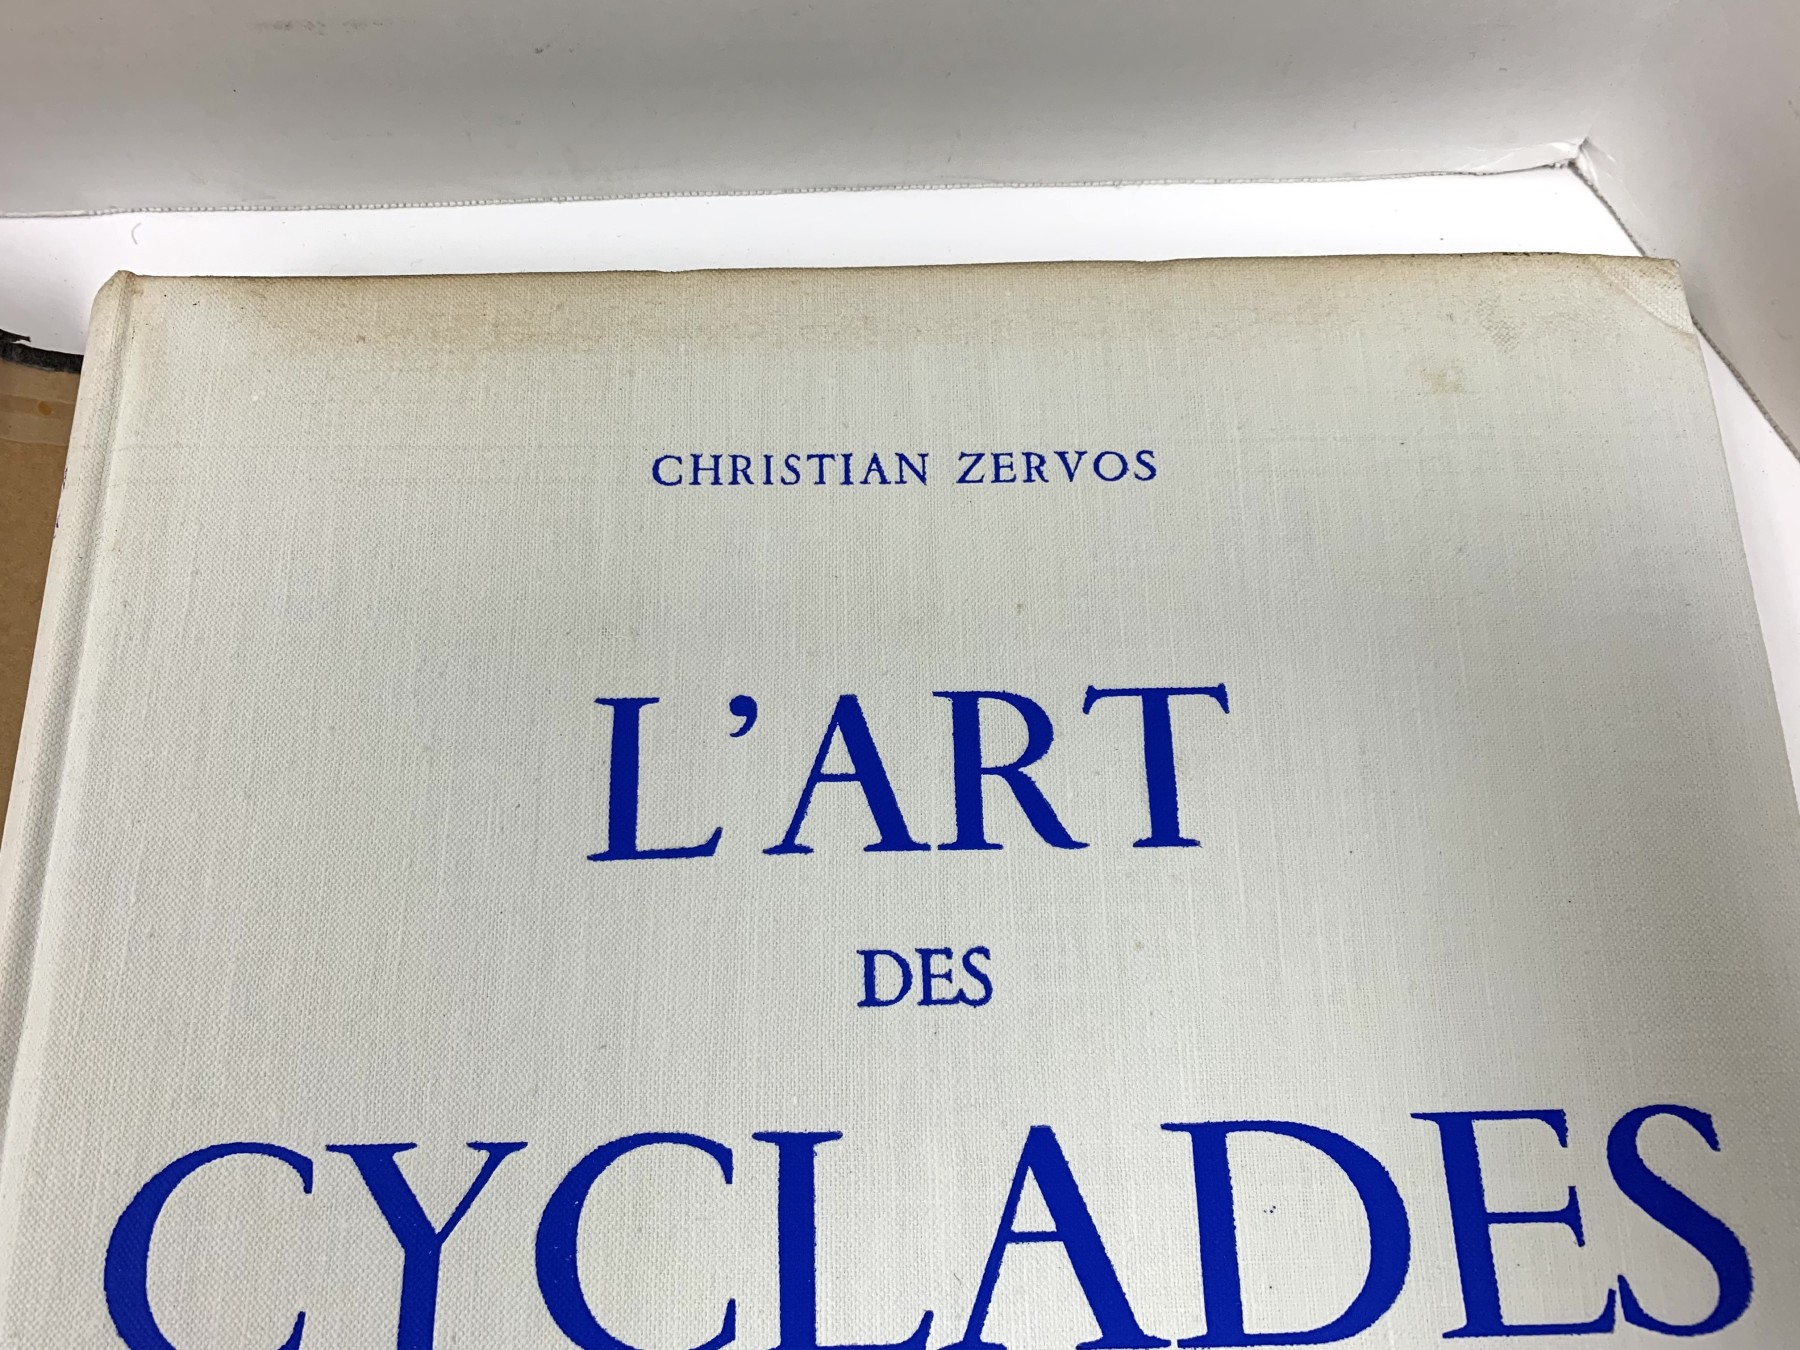 CHRISTIAN ZERVOS
L'ART
DES
CYCLADES